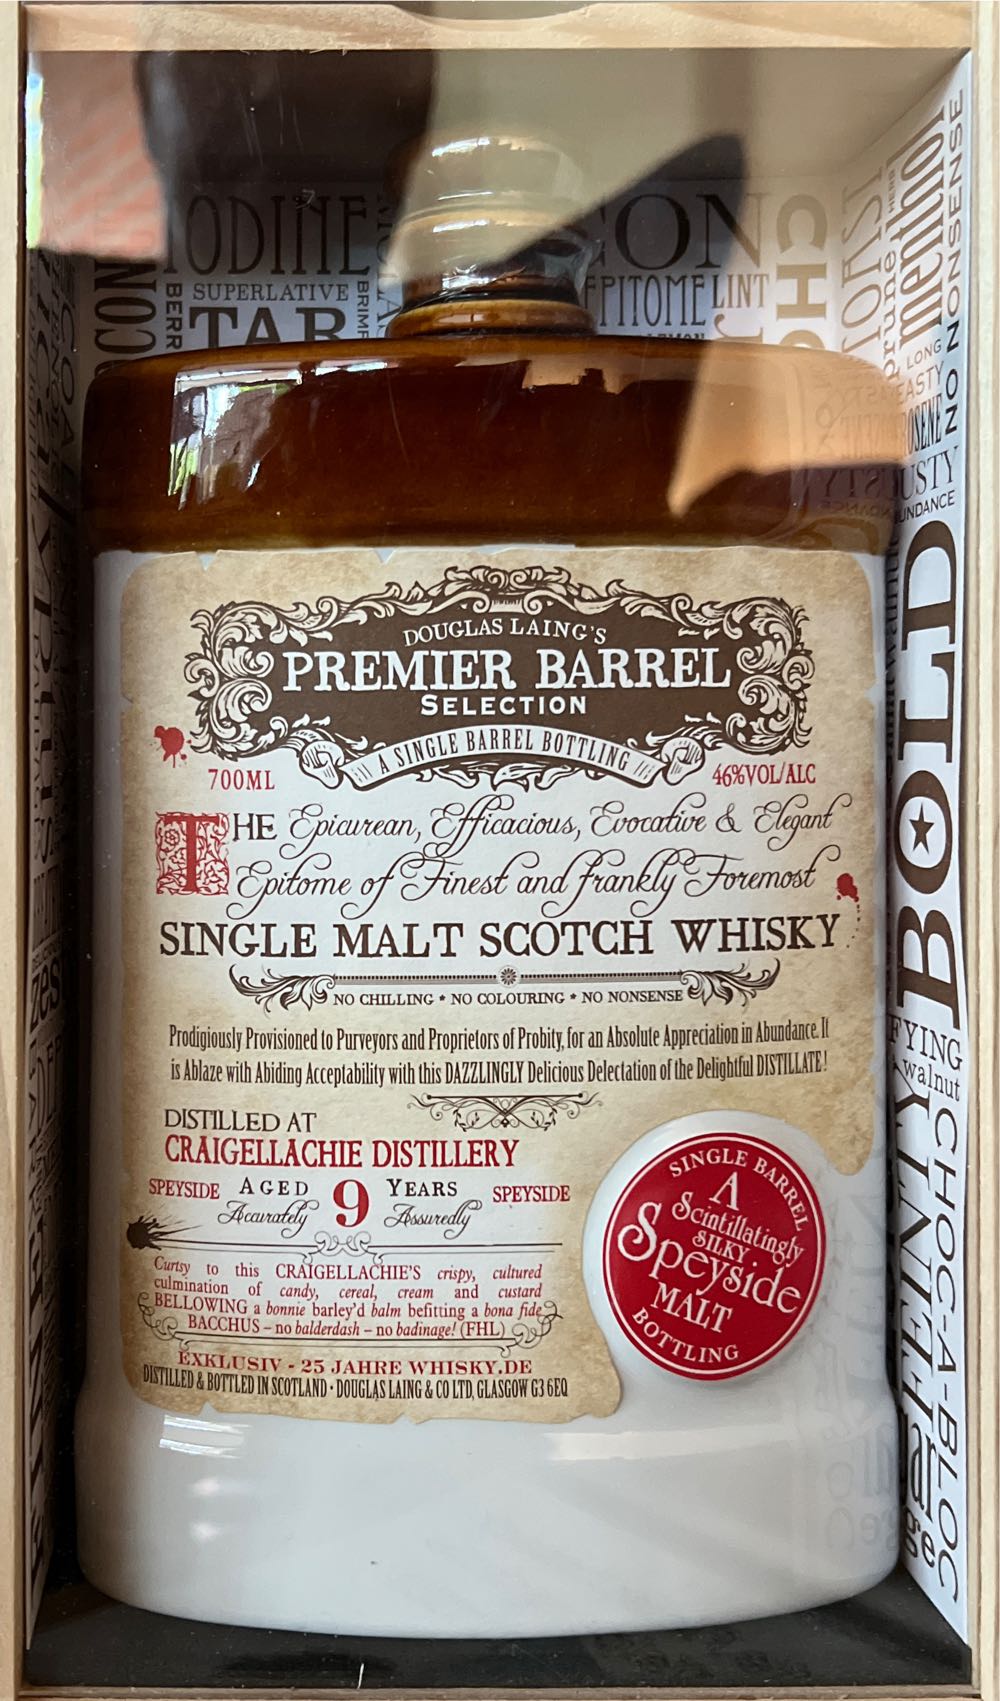 IODINE
CON
SUPERLATIVE
EPITOME
LINT
TAR
menthol
NO NONSENSE
TOAST
prune
LONG
DOUGLAS LAING'S
PREMIER BARREL
SELECTION
A SINGLE BARREL BOTTLING
700ML
46%VOL/ALC
THE Epicurean, Efficacious, Evocative & Elegant
Epitome of Finest and frankly Foremost
SINGLE MALT SCOTCH WHISKY
NO CHILLING * NO COLOURING * NO NONSENSE
Prodigiously Provisioned to Purveyors and Proprietors of Probity, for an Absolute Appreciation in Abundance. It
is Ablaze with Abiding Acceptability with this DAZZLINGLY Delicious Delectation of the Delightful DISTILLATE!
DISTILLED AT
CRAIGELLACHIE DISTILLERY
SPEYSIDE AGED 9 YEARS SPEYSIDE
Accurately Assuredly
Curtsy to this CRAIGELLACHIE'S crispy, cultured
culmination of candy, cereal, cream and custard
BELLOWING a bonnie barley'd balm befitting a bona fide
BACCHUS – no balderdash – no badinage! (FHL)
EXKLUSIV - 25 JAHRE WHISKY.DE
DISTILLED & BOTTLED IN SCOTLAND · DOUGLAS LAING & CO LTD, GLASGOW G3 6EQ
SINGLE BARREL
A
Scintillatingly
SILKY
Speyside
MALT
BOTTLING
BOLD
walnut
CHOC-A-BLOC